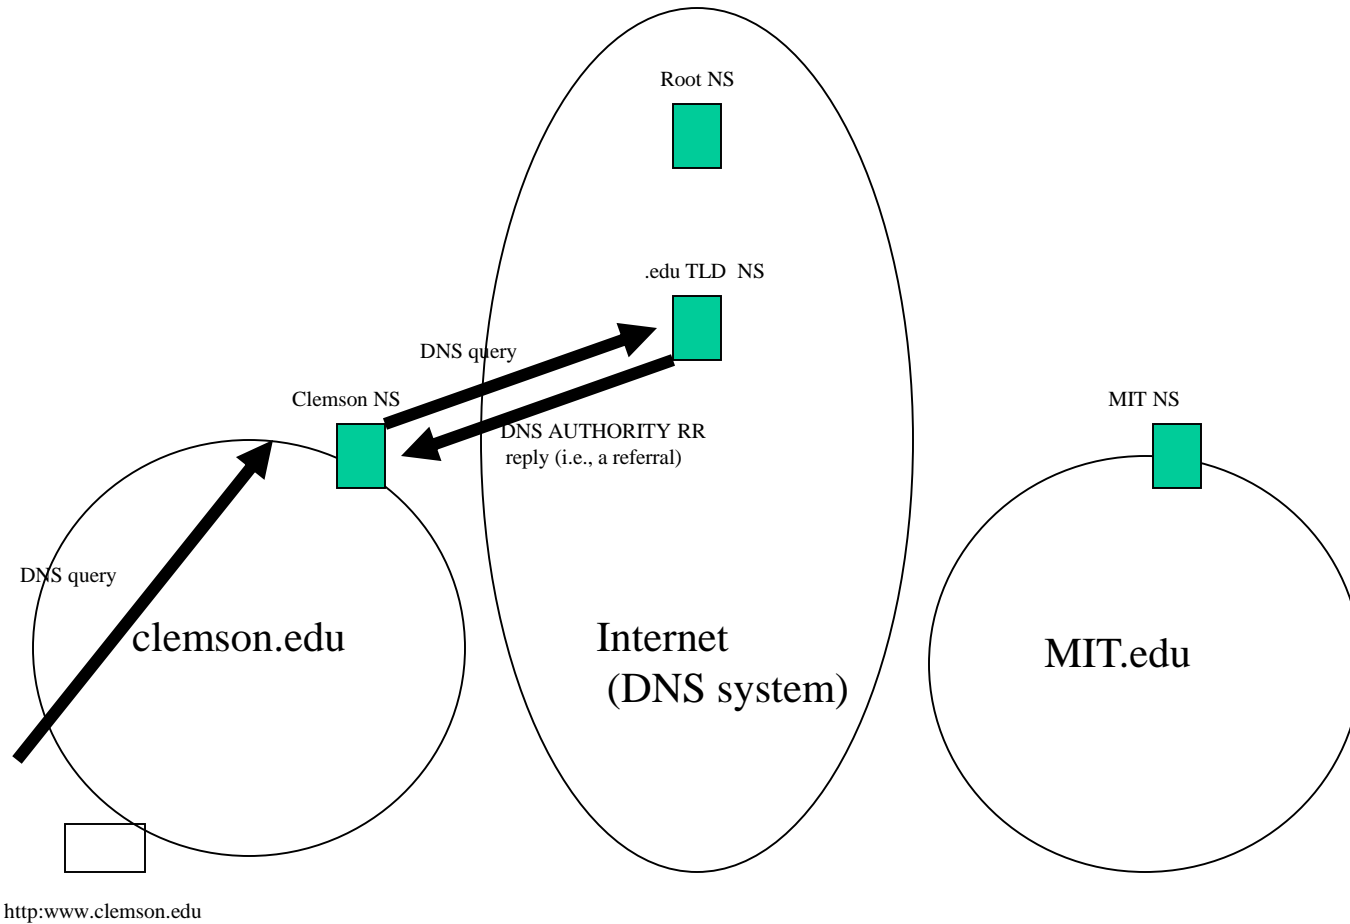 Root NS
.edu TLD  NS
DNS query
Clemson NS
MIT NS
DNS AUTHORITY RR
reply (i.e., a referral)
DNS query
clemson.edu
Internet
(DNS system)
MIT.edu
http:www.clemson.edu